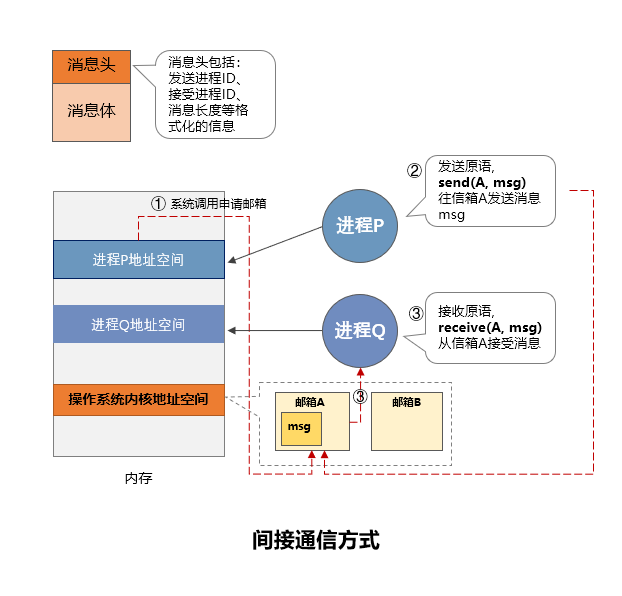 消息头
消息体
消息头包括：
发送进程ID、
接受进程ID、
消息长度等格
式化的信息
② 发送原语，
send(A, msg)
往信箱A发送消息
msg
① 系统调用申请邮箱
进程P
进程P地址空间
③ 接收原语，
receive(A, msg)
从信箱A接受消息
进程Q地址空间
进程Q
操作系统内核地址空间
③
邮箱A
邮箱B
msg
内存
间接通信方式